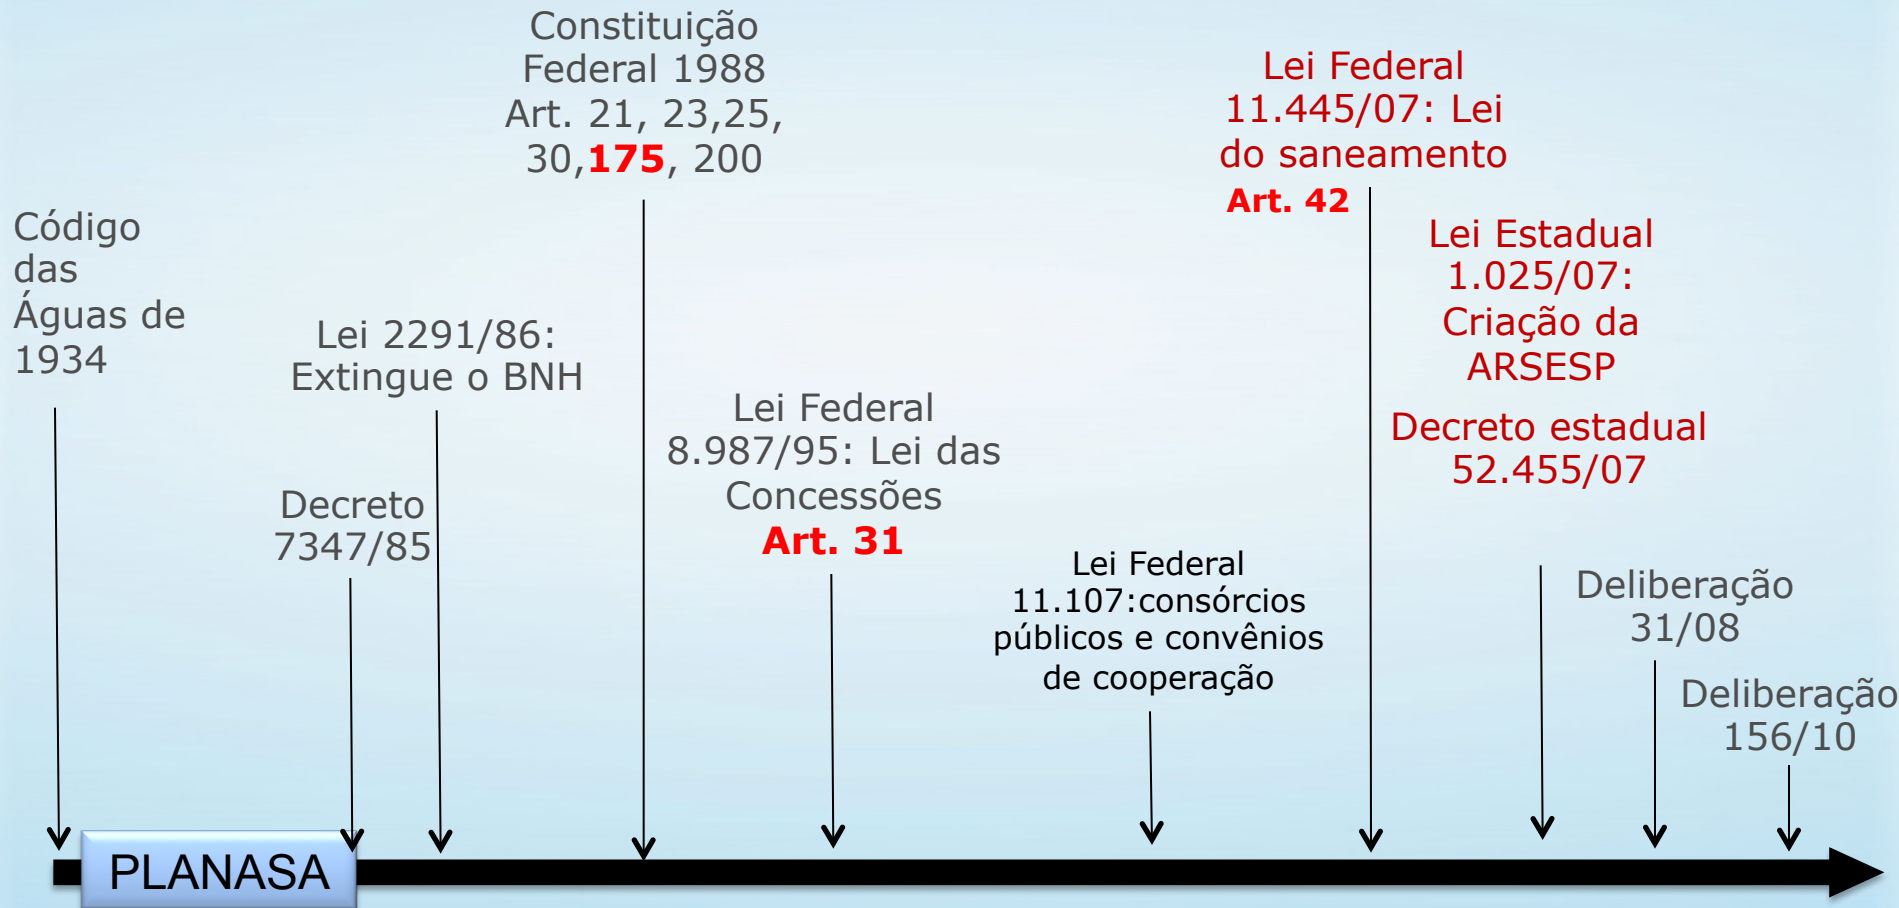 Código
das
Águas de
1934
PLANASA
Decreto
7347/85
Lei 2291/86:
Extingue o BNH
Constituição
Federal 1988
Art. 21, 23,25,
30,175, 200
Lei Federal
8.987/95: Lei das
Concessões
Art. 31
Lei Federal
11.107:consórcios
públicos e convênios
de cooperação
Lei Federal
11.445/07: Lei
do saneamento
Art. 42
Lei Estadual
1.025/07:
Criação da
ARSESP
Decreto estadual
52.455/07
Deliberação
31/08
Deliberação
156/10